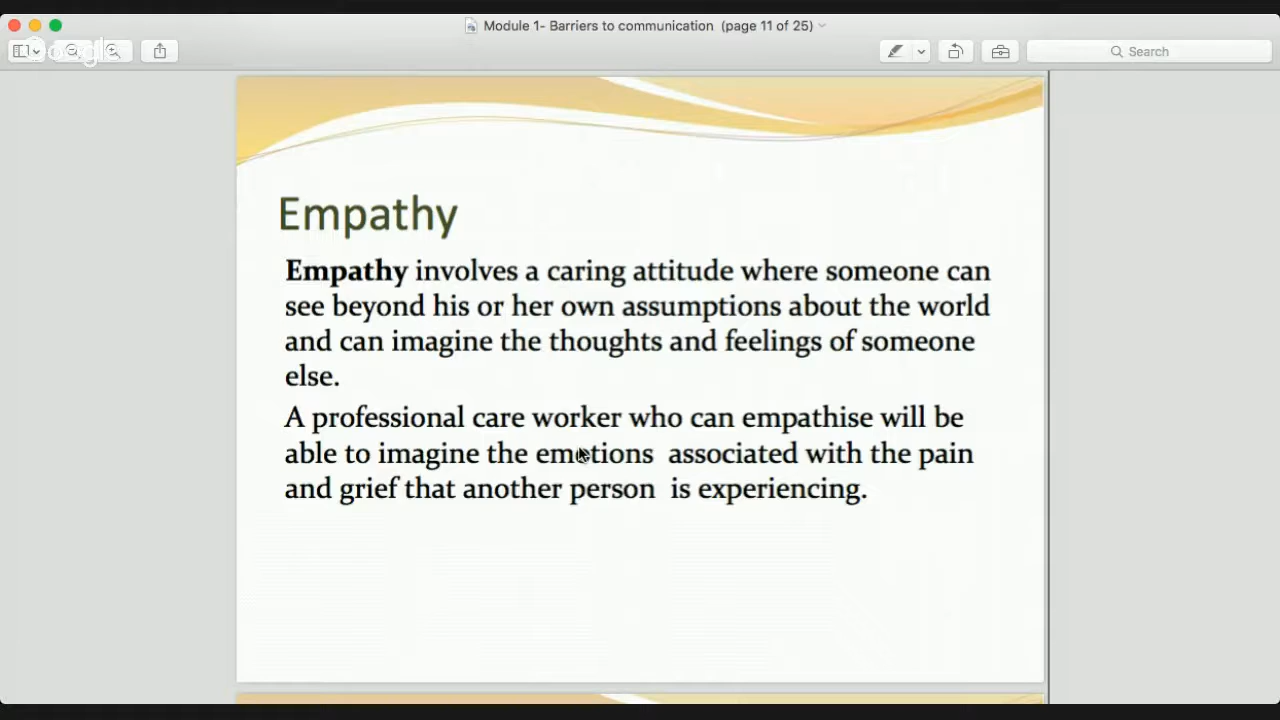 Module 1- Barriers to communication (page 11 of 25)
Google
Search
Empathy
Empathy involves a caring attitude where someone can
see beyond his or her own assumptions about the world
and can imagine the thoughts and feelings of someone
else.
A professional care worker who can empathise will be
able to imagine the emotions associated with the pain
and grief that another person is experiencing.